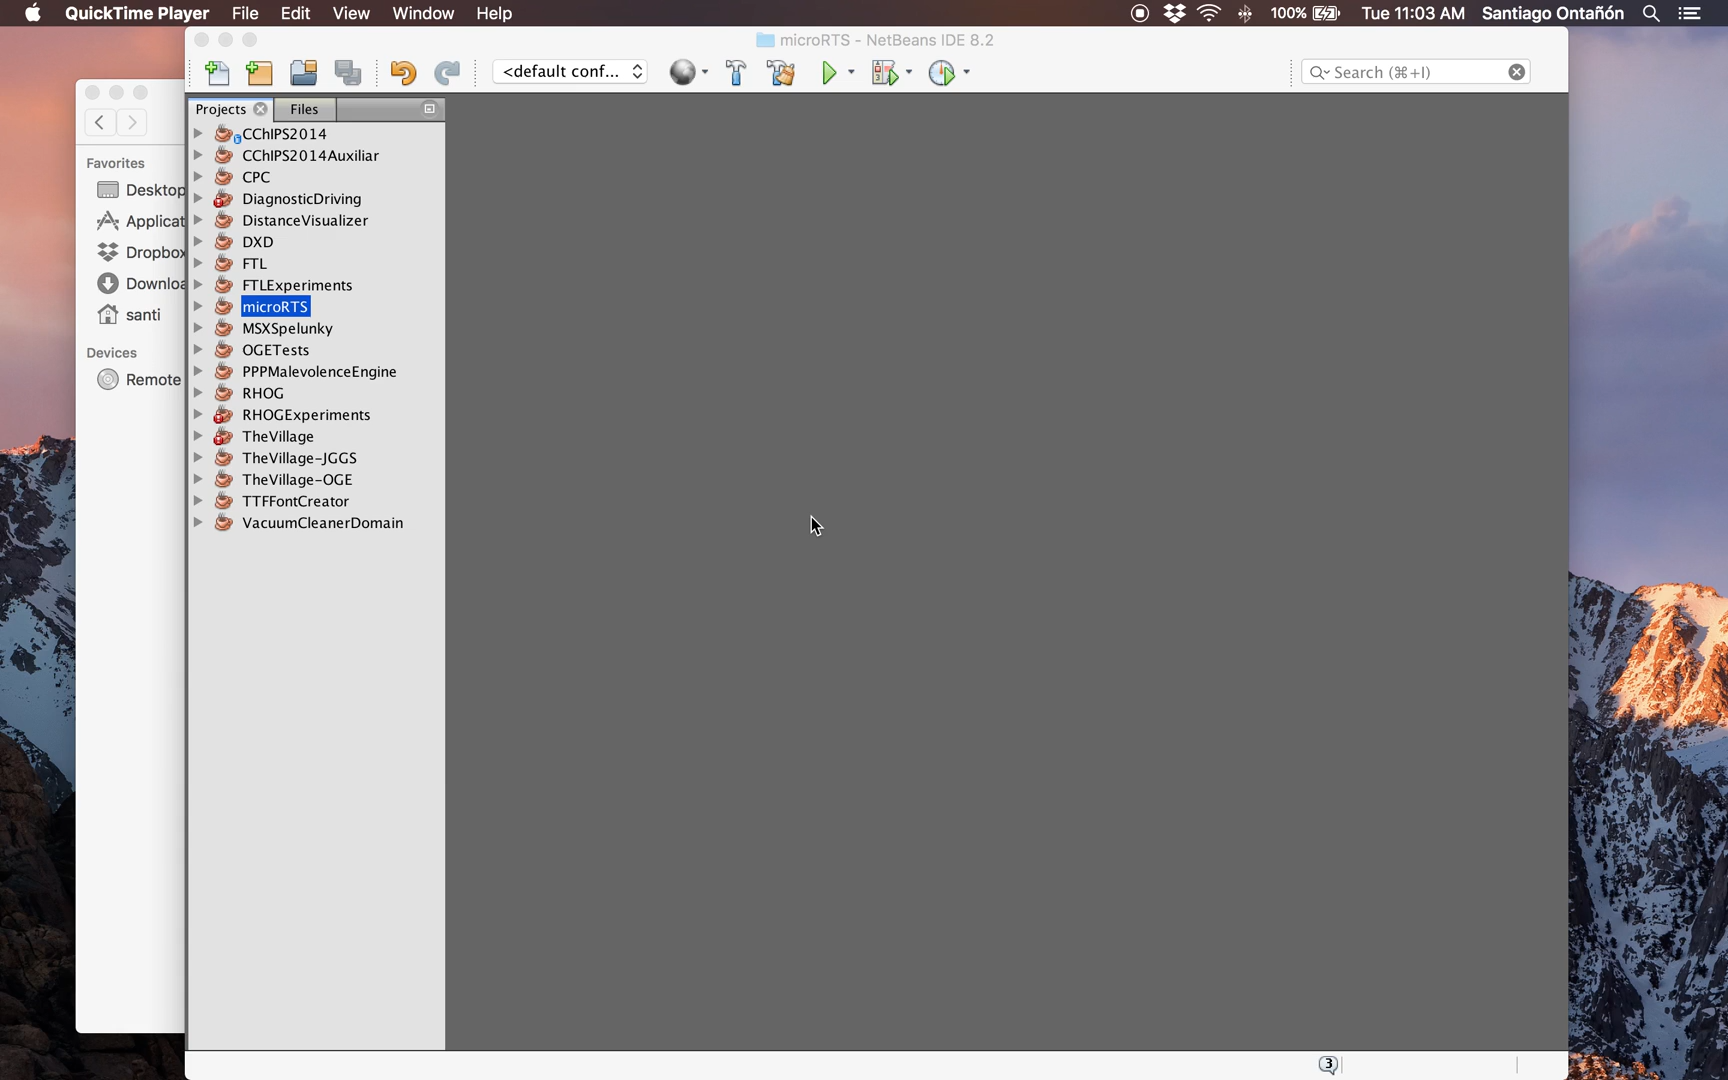 QuickTime Player File Edit View Window Help 100% Tue 11:03 AM Santiago Ontañón
microRTS - NetBeans IDE 8.2
<default conf... Search (⌘+I)
Projects Files
Favorites
Desktop
Applicat
Dropbox
Downloa
santi
Devices
Remote
CChIPS2014
CChIPS2014Auxiliar
CPC
DiagnosticDriving
DistanceVisualizer
DXD
FTL
FTLExperiments
microRTS
MSXSpelunky
OGETests
PPPMalevolenceEngine
RHOG
RHOGExperiments
TheVillage
TheVillage-JGGS
TheVillage-OGE
TTFFontCreator
VacuumCleanerDomain
3